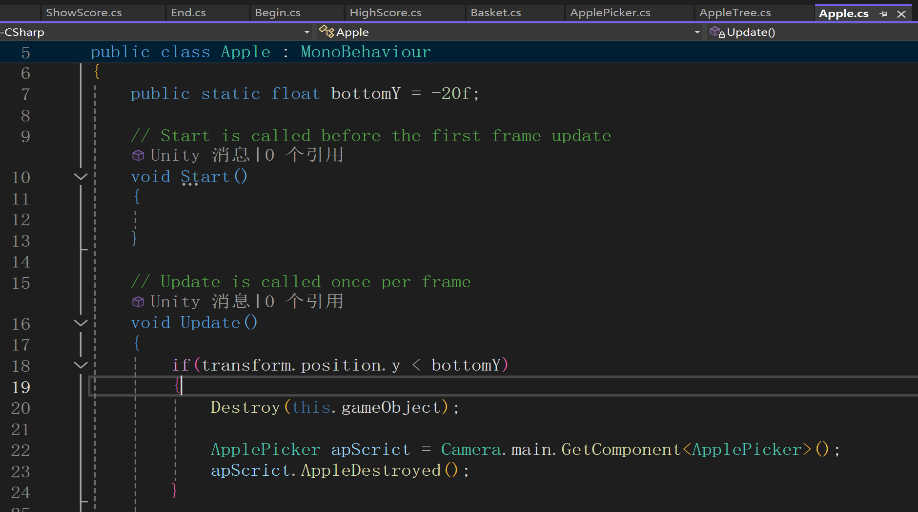 ShowScore.cs End.cs Begin.cs HighScore.cs Basket.cs ApplePicker.cs AppleTree.cs Apple.cs
-CSharp Apple Update()
5 public class Apple : MonoBehaviour
6 {
7 public static float bottomY = -20f;
8
9 // Start is called before the first frame update
Unity 消息|0 个引用
10 void Start()
11 {
12
13 }
14
15 // Update is called once per frame
Unity 消息|0 个引用
16 void Update()
17 {
18 if(transform.position.y < bottomY)
19 {
20 Destroy(this.gameObject);
21
22 ApplePicker apScrict = Camera.main.GetComponent<ApplePicker>();
23 apScrict.AppleDestroyed();
24 }
25